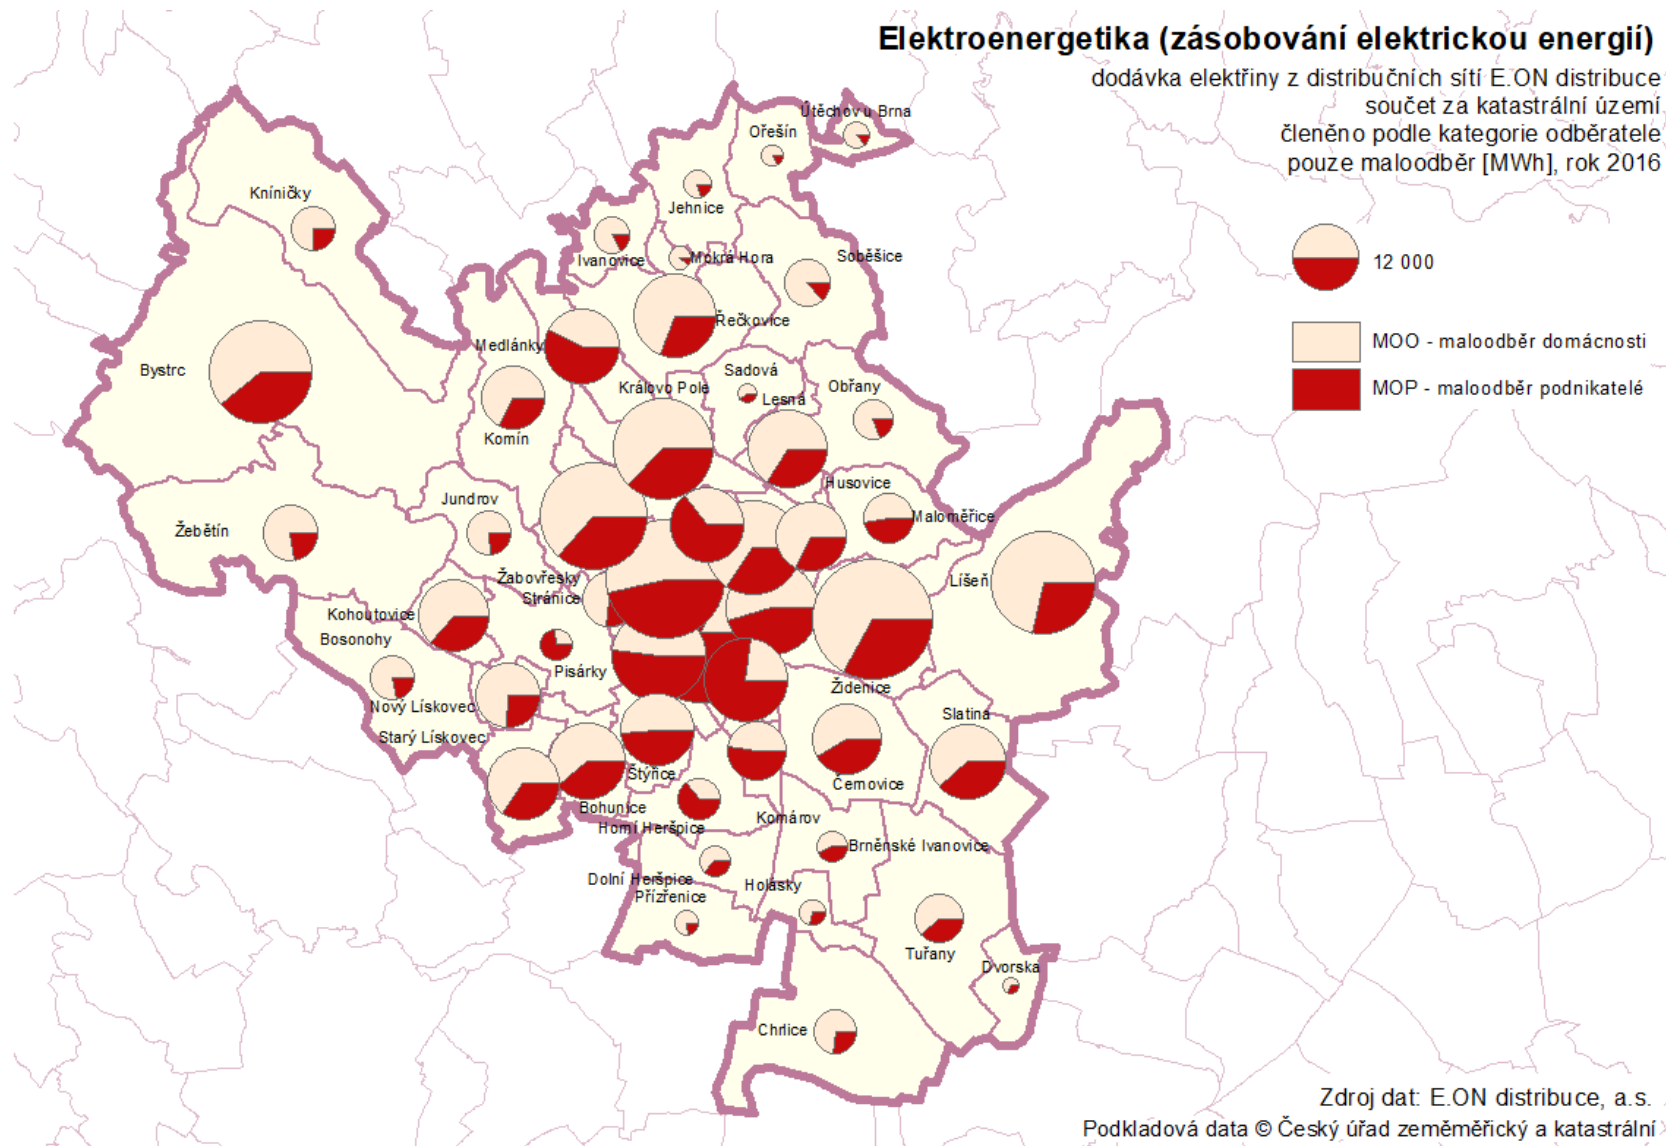 Elektroenergetika (zásobování elektrickou energií)
dodávka elektřiny z distribučních sítí E.ON distribuce
součet za katastrální území
členěno podle kategorie odběratele
pouze maloodběr [MWh], rok 2016
12 000
MOO - maloodběr domácnosti
MOP - maloodběr podnikatelé
Útěchov u Brna
Ořešín
Kníničky
Jehnice
Ivanovice
Mokrá Hora
Soběšice
Řečkovice
Medlánky
Bystrc
Sadová
Královo Pole
Lesná
Obřany
Komín
Husovice
Jundrov
Maloměřice
Žebětín
Žabovřesky
Líšeň
Stránice
Kohoutovice
Bosonohy
Pisárky
Židenice
Nový Lískovec
Slatina
Starý Lískovec
Štýřice
Černovice
Bohunice
Komárov
Horní Heršpice
Brněnské Ivanovice
Dolní Heršpice
Holásky
Přízřenice
Tuřany
Dvorska
Chrlice
Zdroj dat: E.ON distribuce, a.s.
Podkladová data © Český úřad zeměměřický a katastrální